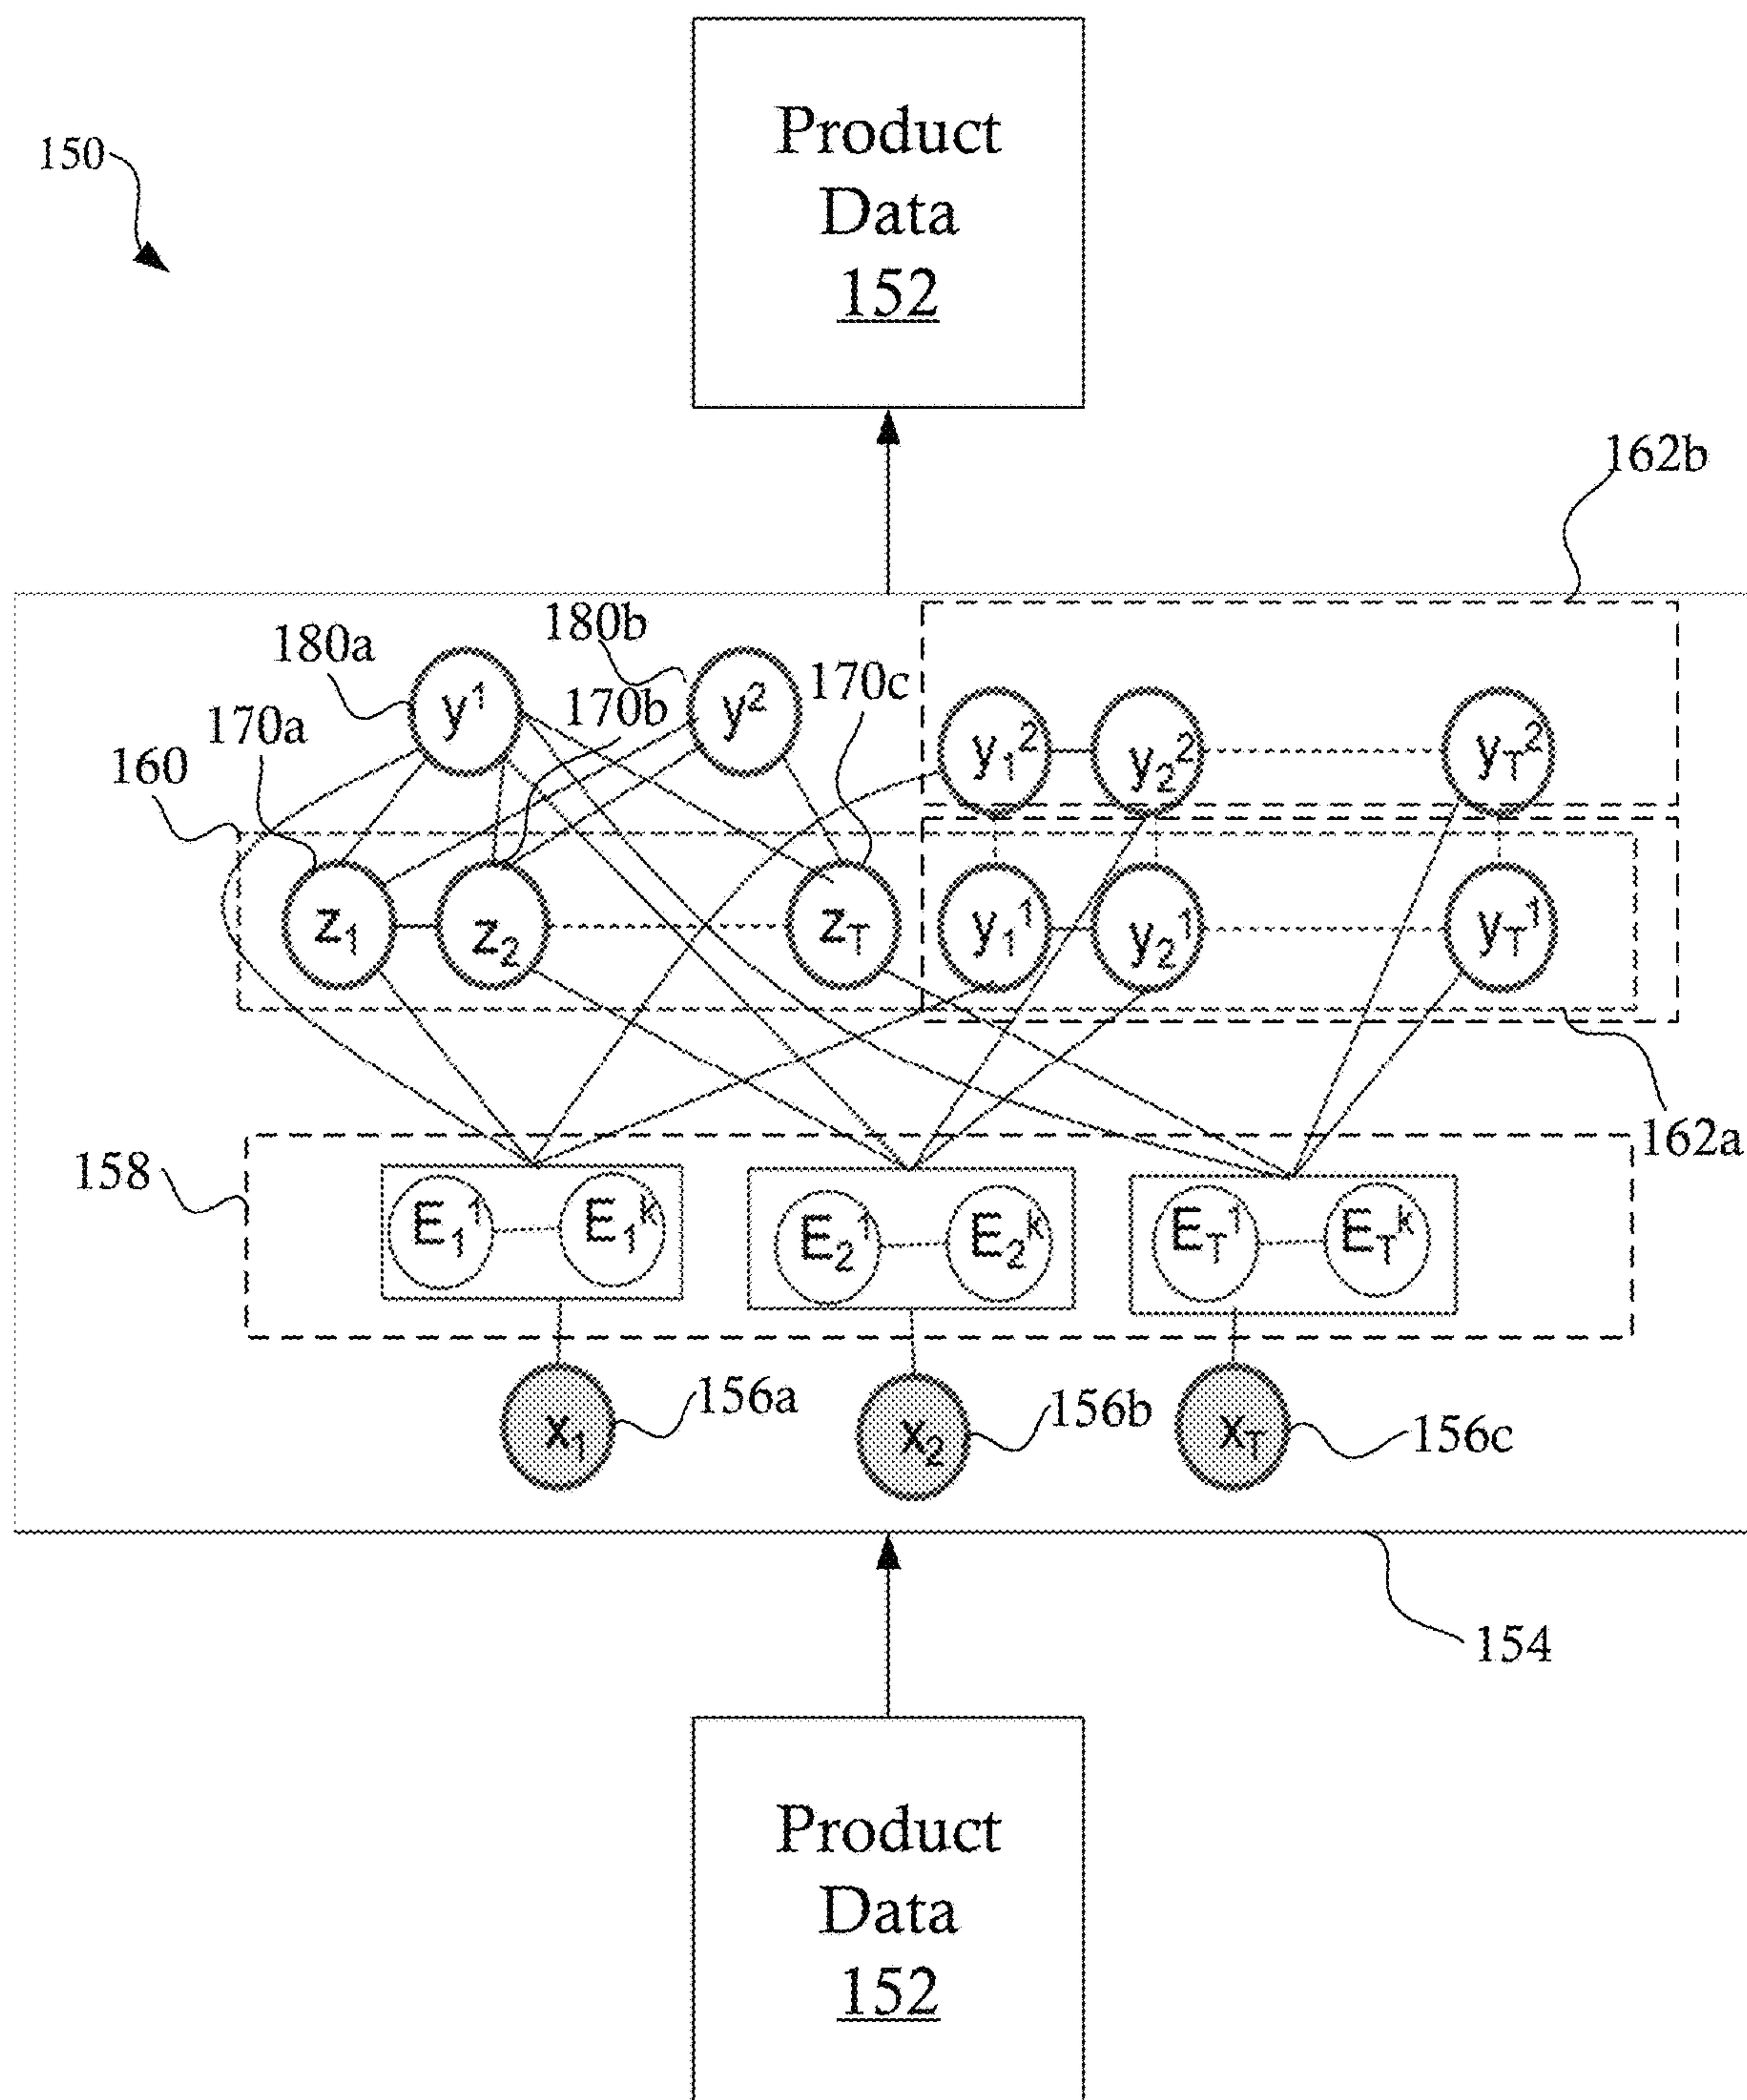 150
Product
Data
152
162b
180a
180b
170a
170b
170c
160
y¹
y²
y₁²
y₂²
y_T²
z₁
z₂
z_T
y₁¹
y₂¹
y_T¹
162a
158
E₁¹
E₁ᵏ
E₂¹
E₂ᵏ
E_T¹
E_Tᵏ
x₁
156a
x₂
156b
x_T
156c
154
Product
Data
152